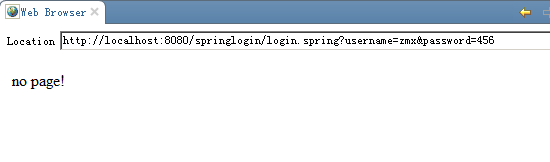 Web Browser
Location http://localhost:8080/springlogin/login.spring?username=zmx&password=456
no page!